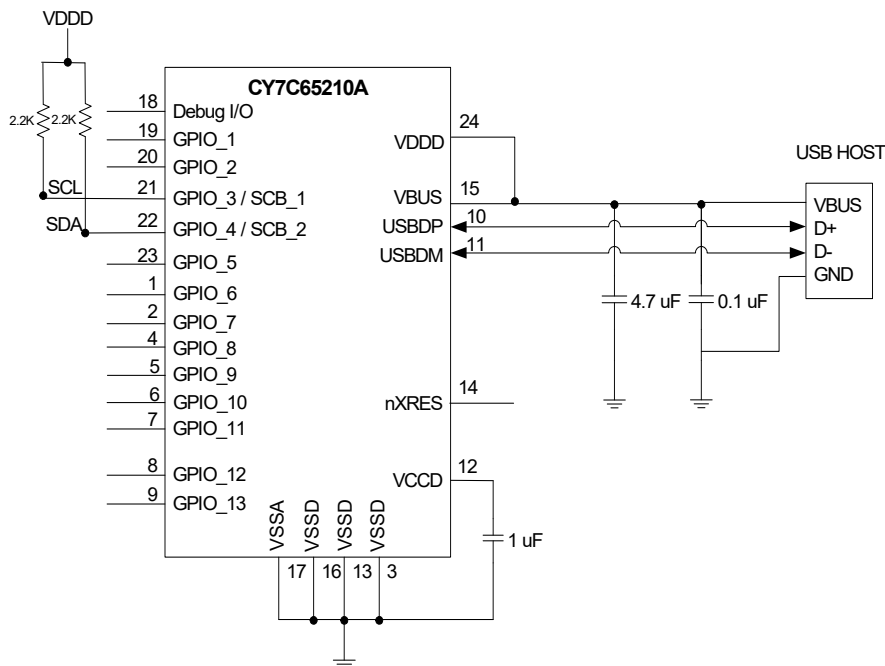 VDDD
2.2K
2.2K
SCL
SDA
CY7C65210A
18 Debug I/O
19 GPIO_1
20 GPIO_2
21 GPIO_3 / SCB_1
22 GPIO_4 / SCB_2
23 GPIO_5
1 GPIO_6
2 GPIO_7
4 GPIO_8
5 GPIO_9
6 GPIO_10
7 GPIO_11
8 GPIO_12
9 GPIO_13
VDDD 24
VBUS 15
USBDP 10
USBDM 11
nXRES 14
VCCD 12
VSSA
VSSD
VSSD
VSSD
17
16
13
3
4.7 uF
0.1 uF
1 uF
USB HOST
VBUS
D+
D-
GND